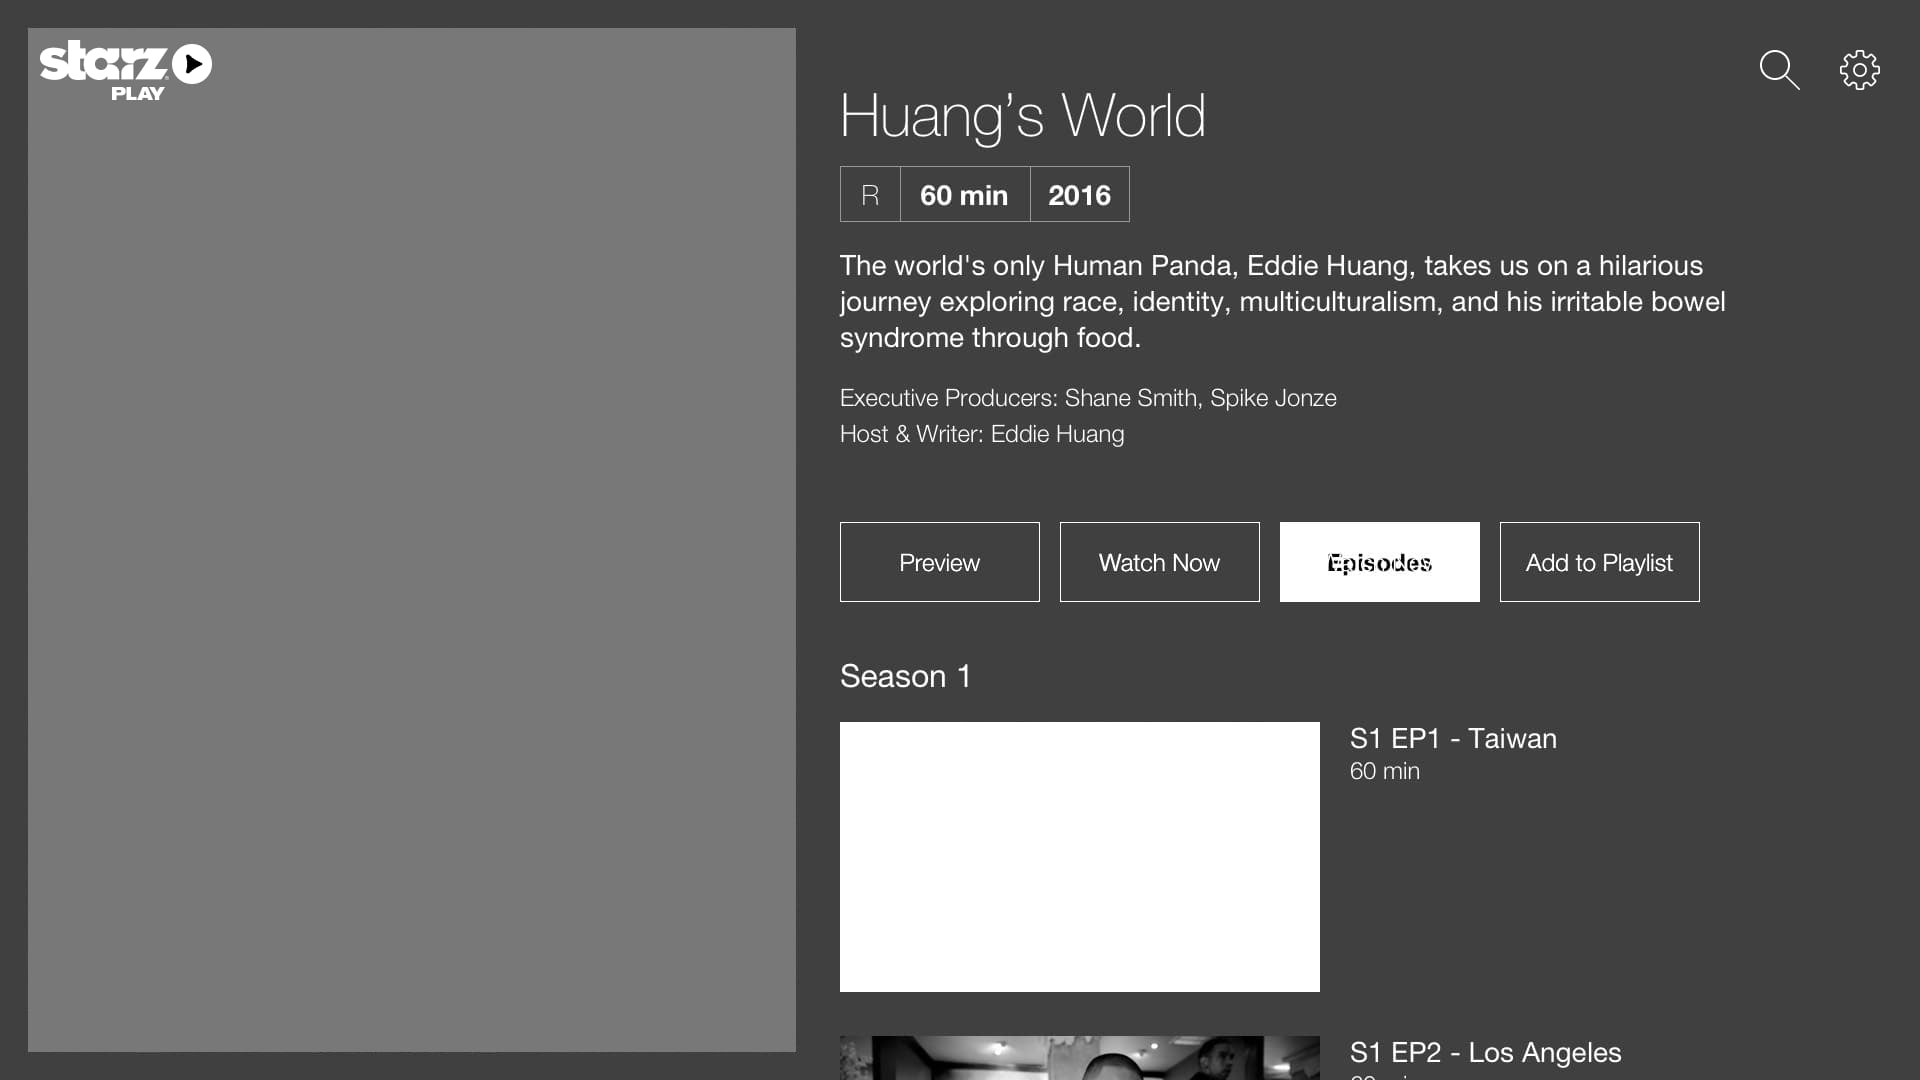 starz
PLAY
Huang’s World
R 60 min 2016
The world's only Human Panda, Eddie Huang, takes us on a hilarious
journey exploring race, identity, multiculturalism, and his irritable bowel
syndrome through food.
Executive Producers: Shane Smith, Spike Jonze
Host & Writer: Eddie Huang
Preview Watch Now Episodes Add to Playlist
Season 1
S1 EP1 - Taiwan
60 min
S1 EP2 - Los Angeles